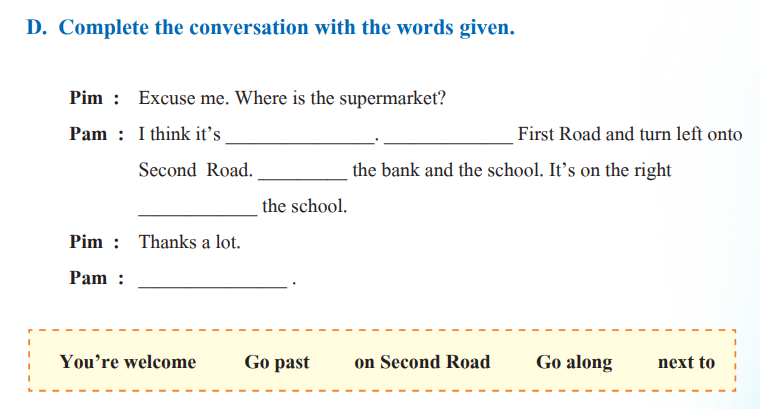 D. Complete the conversation with the words given.
Pim : Excuse me. Where is the supermarket?
Pam : I think it's _______________. _____________ First Road and turn left onto
Second Road. _________ the bank and the school. It's on the right
____________ the school.
Pim : Thanks a lot.
Pam : _______________ .
You're welcome Go past on Second Road Go along next to